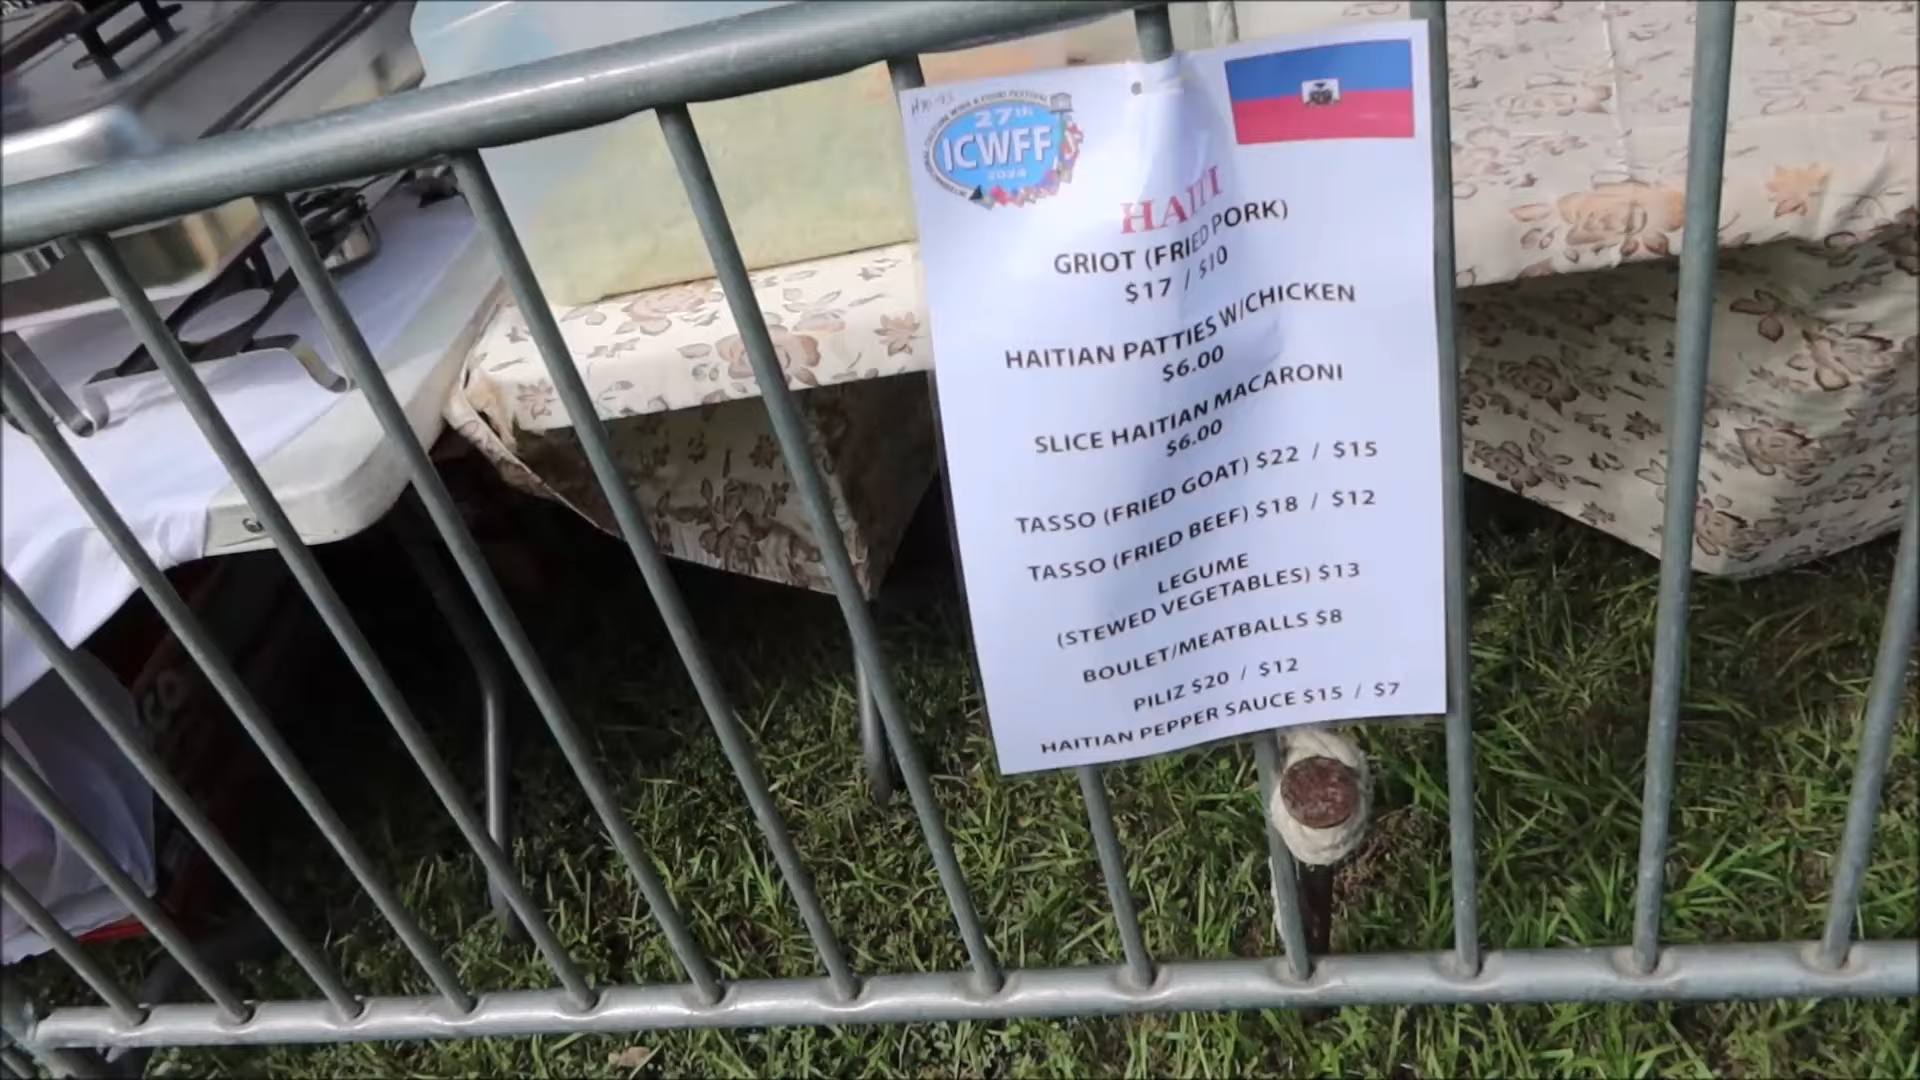 27th
ICWFF
2024
HAITI
GRIOT (FRIED PORK)
$17 / $10
HAITIAN PATTIES W/CHICKEN
$6.00
SLICE HAITIAN MACARONI
$6.00
TASSO (FRIED GOAT) $22 / $15
TASSO (FRIED BEEF) $18 / $12
LEGUME
(STEWED VEGETABLES) $13
BOULET/MEATBALLS $8
PILIZ $20 / $12
HAITIAN PEPPER SAUCE $15 / $7